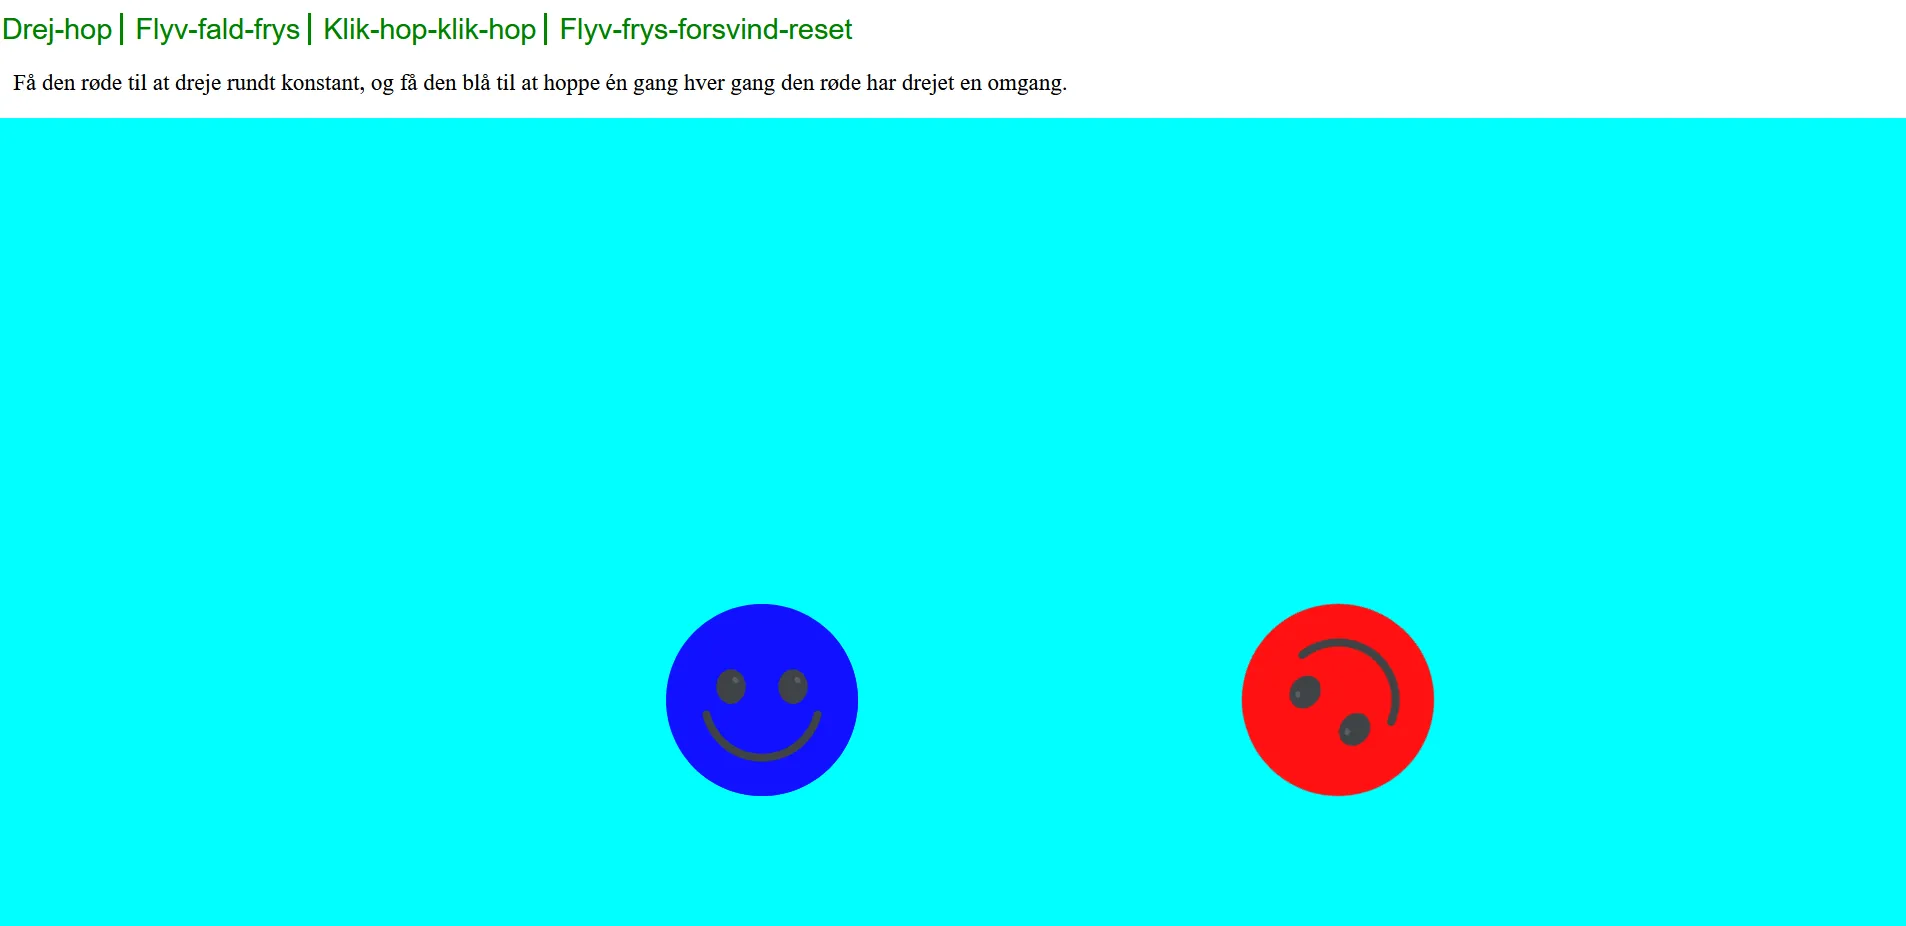 Drej-hop | Flyv-fald-frys | Klik-hop-klik-hop | Flyv-frys-forsvind-reset
Få den røde til at dreje rundt konstant, og få den blå til at hoppe én gang hver gang den røde har drejet en omgang.